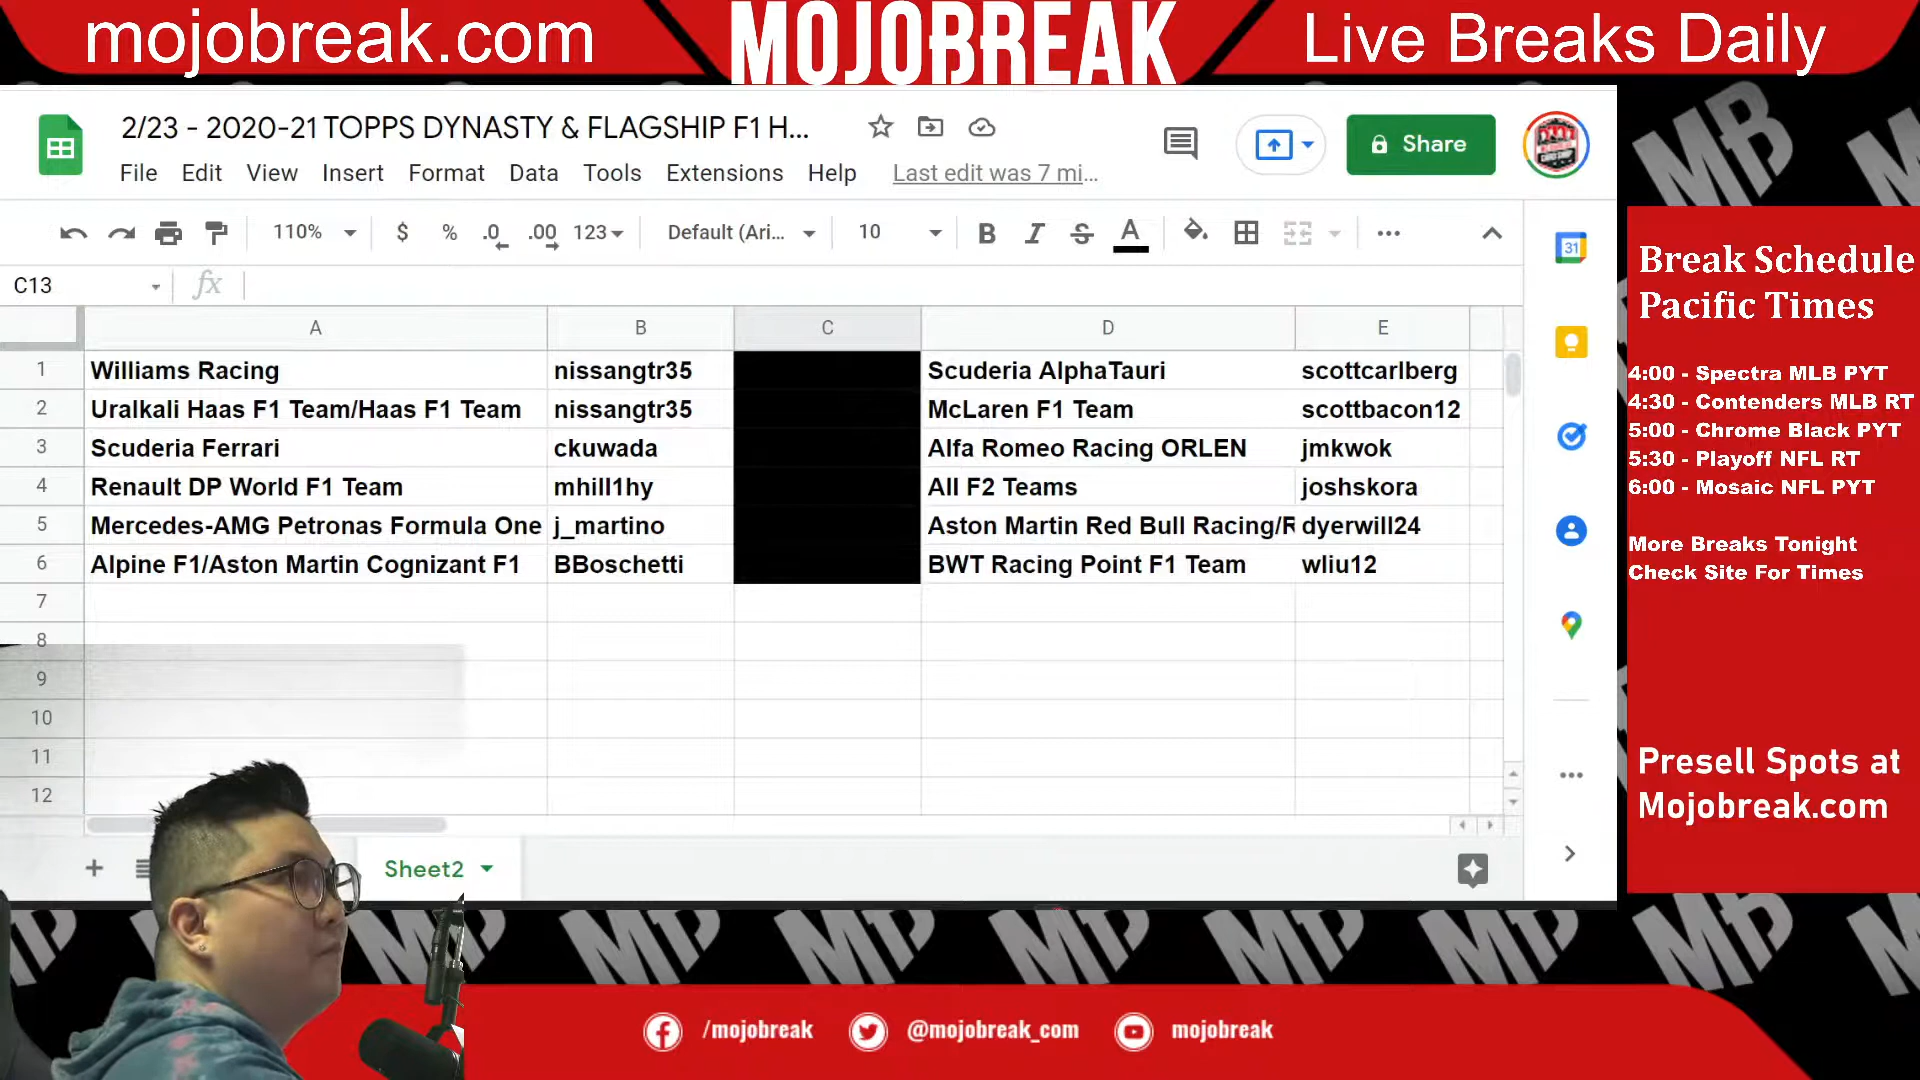 mojobreak.com
MOJOBREAK
Live Breaks Daily
2/23 - 2020-21 TOPPS DYNASTY & FLAGSHIP F1 H...
Share
File Edit View Insert Format Data Tools Extensions Help Last edit was 7 mi...
110% $ % .0 .00 123 Default (Ari... 10 B I S A
31
C13 fx
A B C D E
1 Williams Racing nissangtr35 Scuderia AlphaTauri scottcarlberg
2 Uralkali Haas F1 Team/Haas F1 Team nissangtr35 McLaren F1 Team scottbacon12
3 Scuderia Ferrari ckuwada Alfa Romeo Racing ORLEN jmkwok
4 Renault DP World F1 Team mhill1hy All F2 Teams joshskora
5 Mercedes-AMG Petronas Formula One j_martino Aston Martin Red Bull Racing/R dyerwill24
6 Alpine F1/Aston Martin Cognizant F1 BBoschetti BWT Racing Point F1 Team wliu12
7
8
9
10
11
12
Sheet2
Break Schedule
Pacific Times
4:00 - Spectra MLB PYT
4:30 - Contenders MLB RT
5:00 - Chrome Black PYT
5:30 - Playoff NFL RT
6:00 - Mosaic NFL PYT
More Breaks Tonight
Check Site For Times
Presell Spots at
Mojobreak.com
/mojobreak @mojobreak_com mojobreak